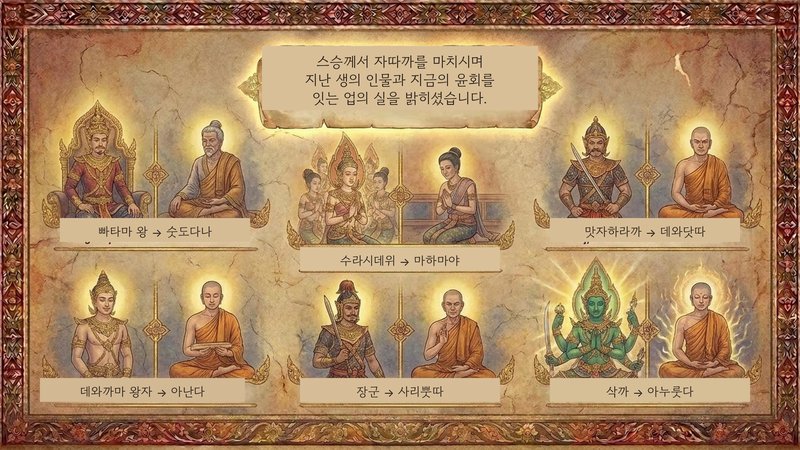 스승께서 자따까를 마치시며
지난 생의 인물과 지금의 윤회를
잇는 업의 실을 밝히셨습니다.
빠타마 왕 → 숫도다나
수라시데위 → 마하마야
맛자하라까 → 데와닷따
데와까마 왕자 → 아난다
장군 → 사리뿟따
삭까 → 아누룻다